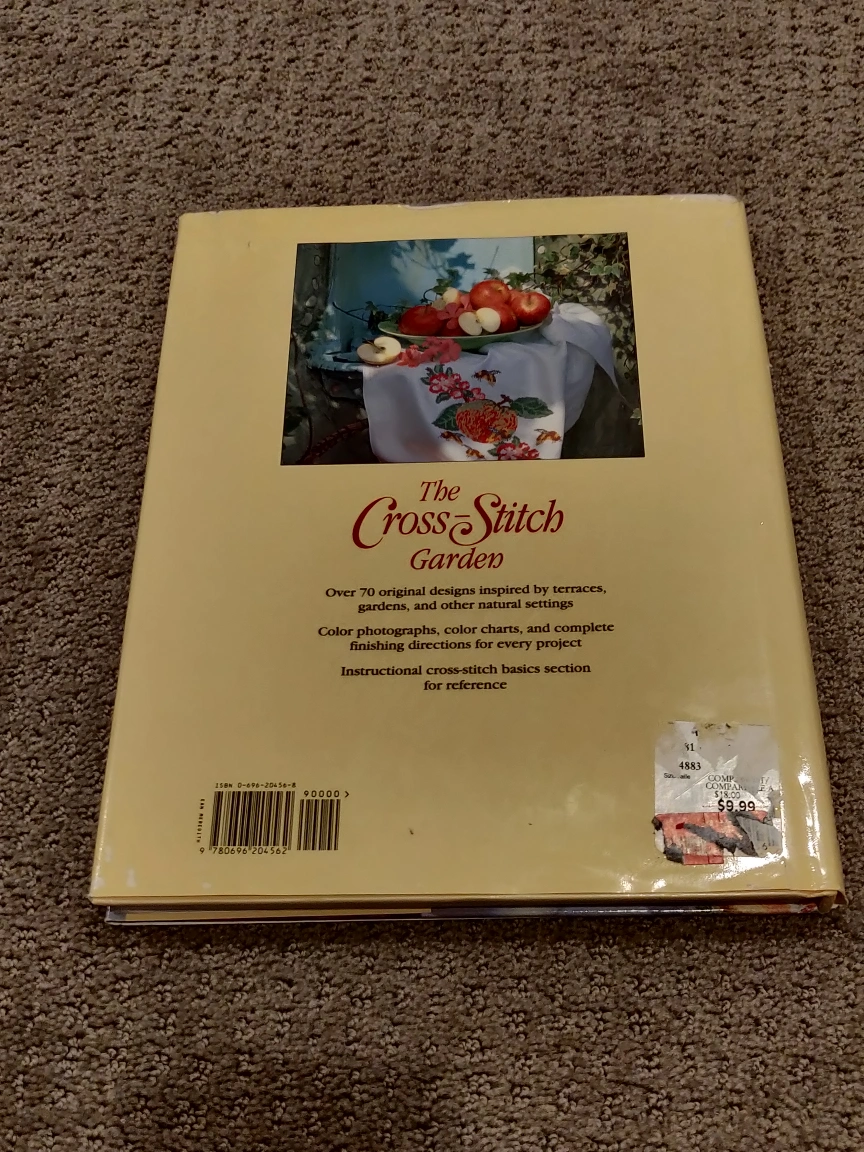 The
Cross-Stitch
Garden
Over 70 original designs inspired by terraces,
gardens, and other natural settings
Color photographs, color charts, and complete
finishing directions for every project
Instructional cross-stitch basics section
for reference
ISBN 0-696-20456-8
90000>
EAN MEREDITH
9 780696 204562
4883
$18.00
$9.99